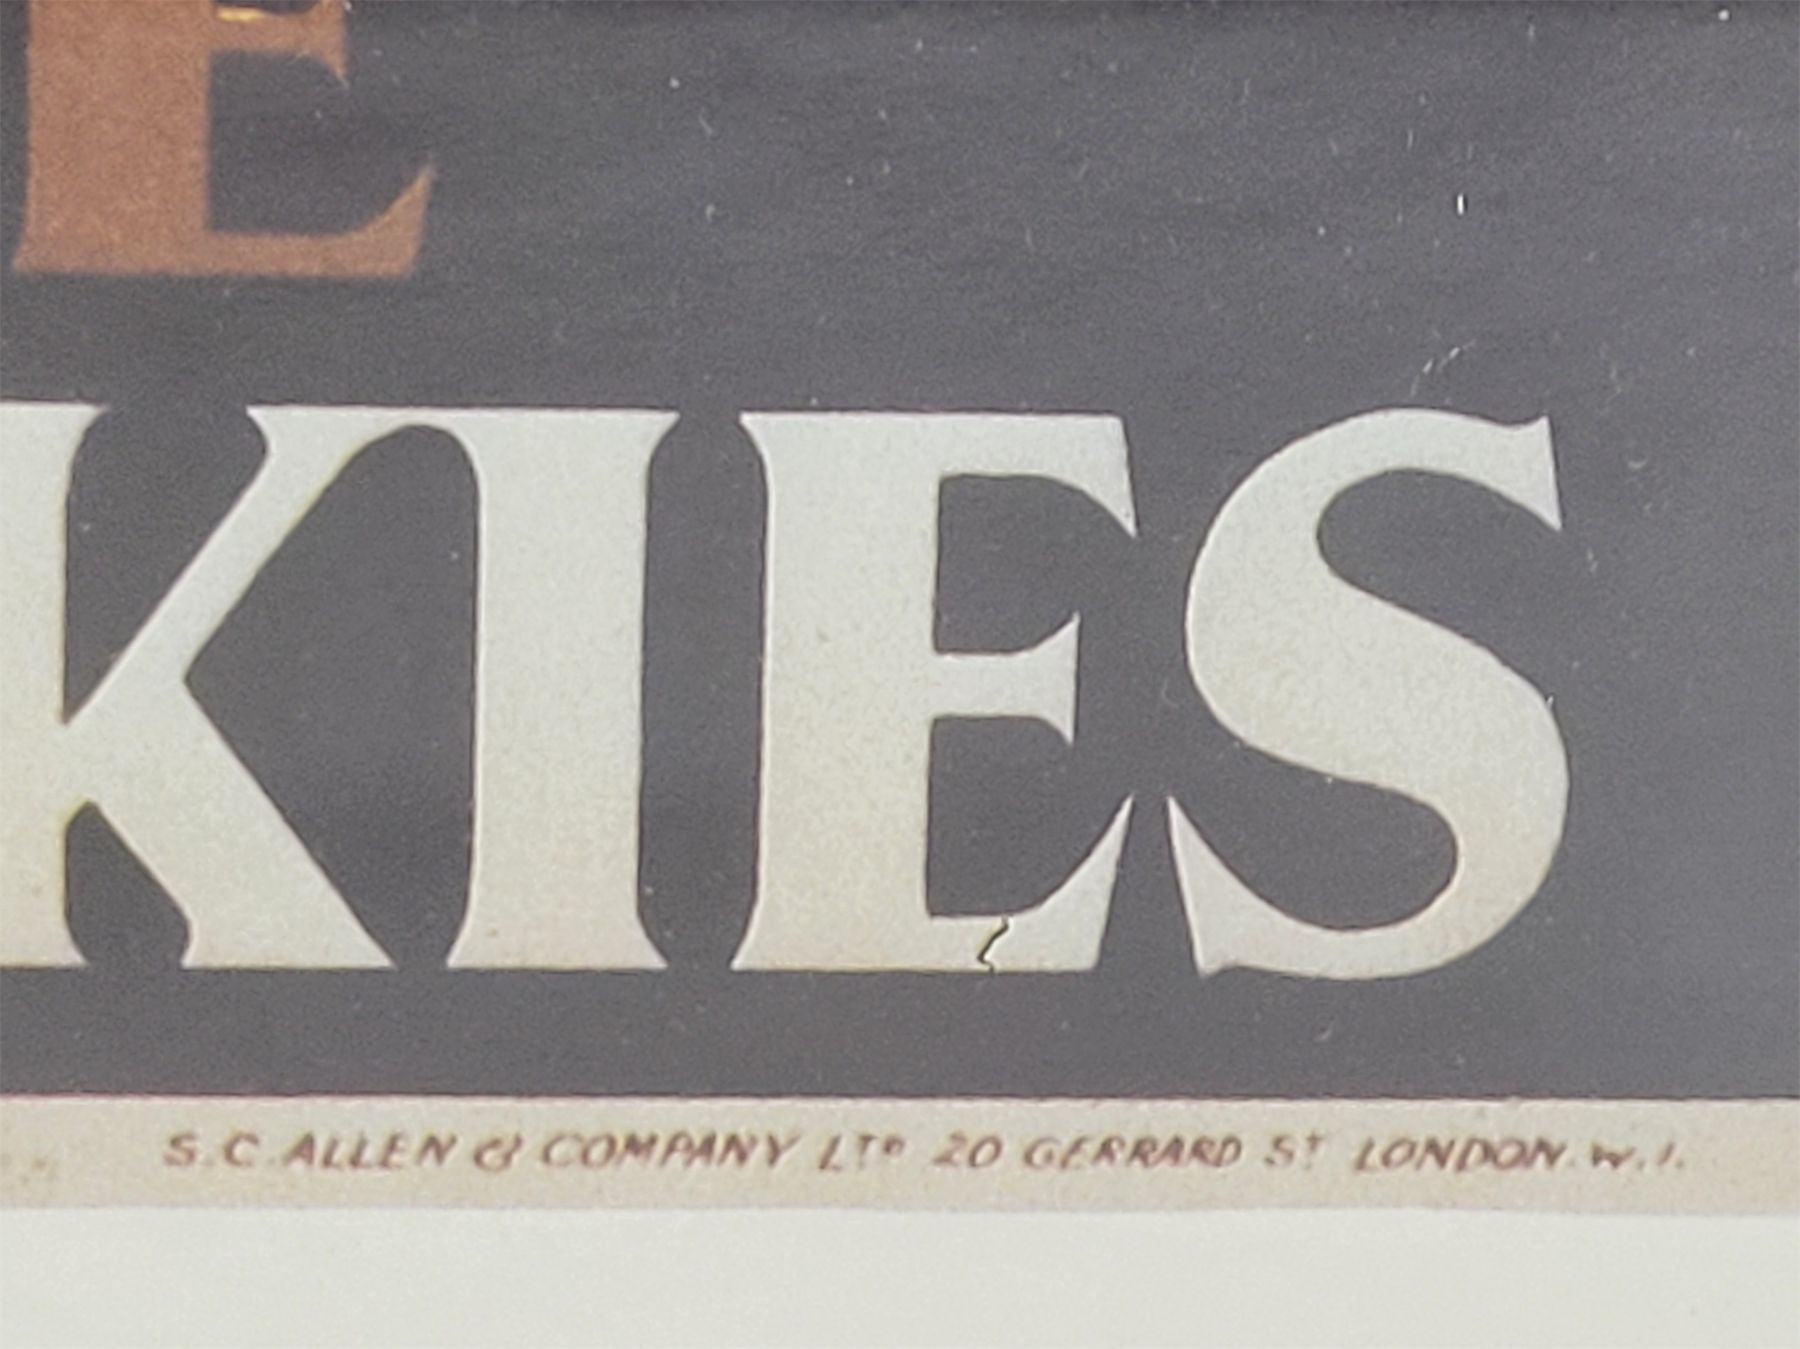 E
KIES
S. C. ALLEN & COMPANY LTD 20 GERRARD ST LONDON. W.1.